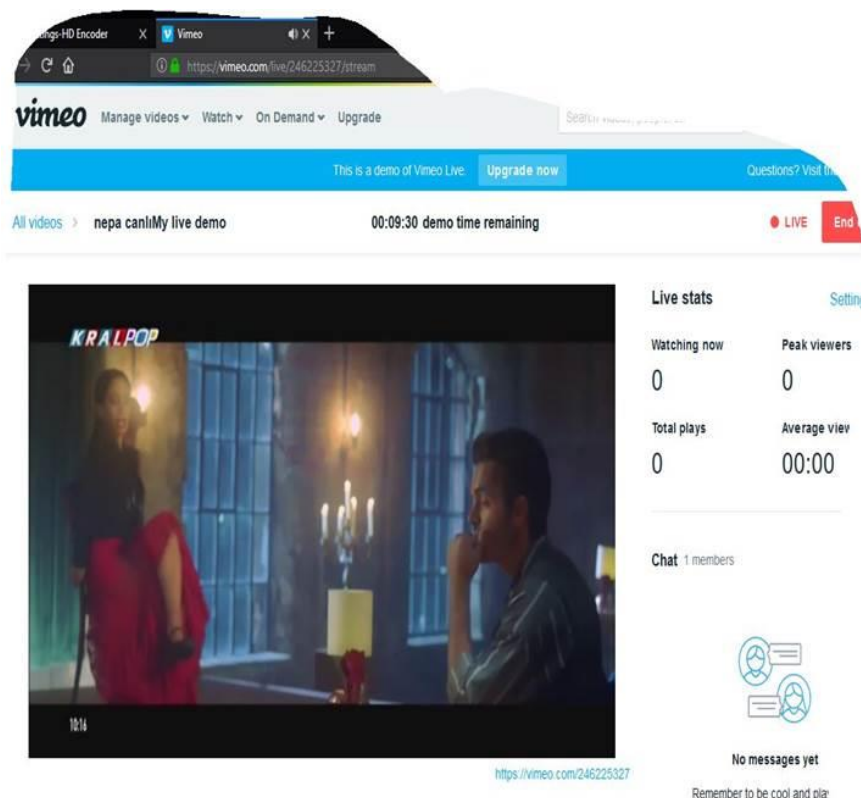 ngs-HD Encoder
Vimeo
https://vimeo.com/live/246225327/stream
vimeo Manage videos Watch On Demand Upgrade
This is a demo of Vimeo Live. Upgrade now Questions? Visit
All videos > nepa canlıMy live demo 00:09:30 demo time remaining LIVE End
KRALPOP
10:16
https://vimeo.com/246225327
Live stats Setting
Watching now Peak viewers
0 0
Total plays Average view
0 00:00
Chat 1 members
No messages yet
Remember to be cool and play